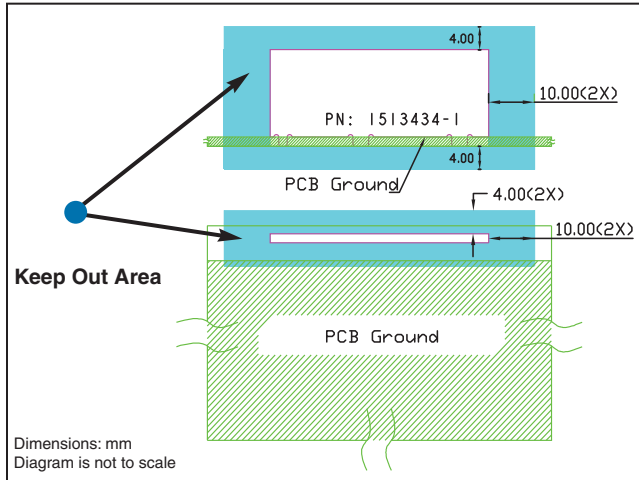 4.00
10.00(2X)
PN: 1513434-1
4.00
PCB Ground
4.00(2X)
10.00(2X)
Keep Out Area
PCB Ground
Dimensions: mm
Diagram is not to scale